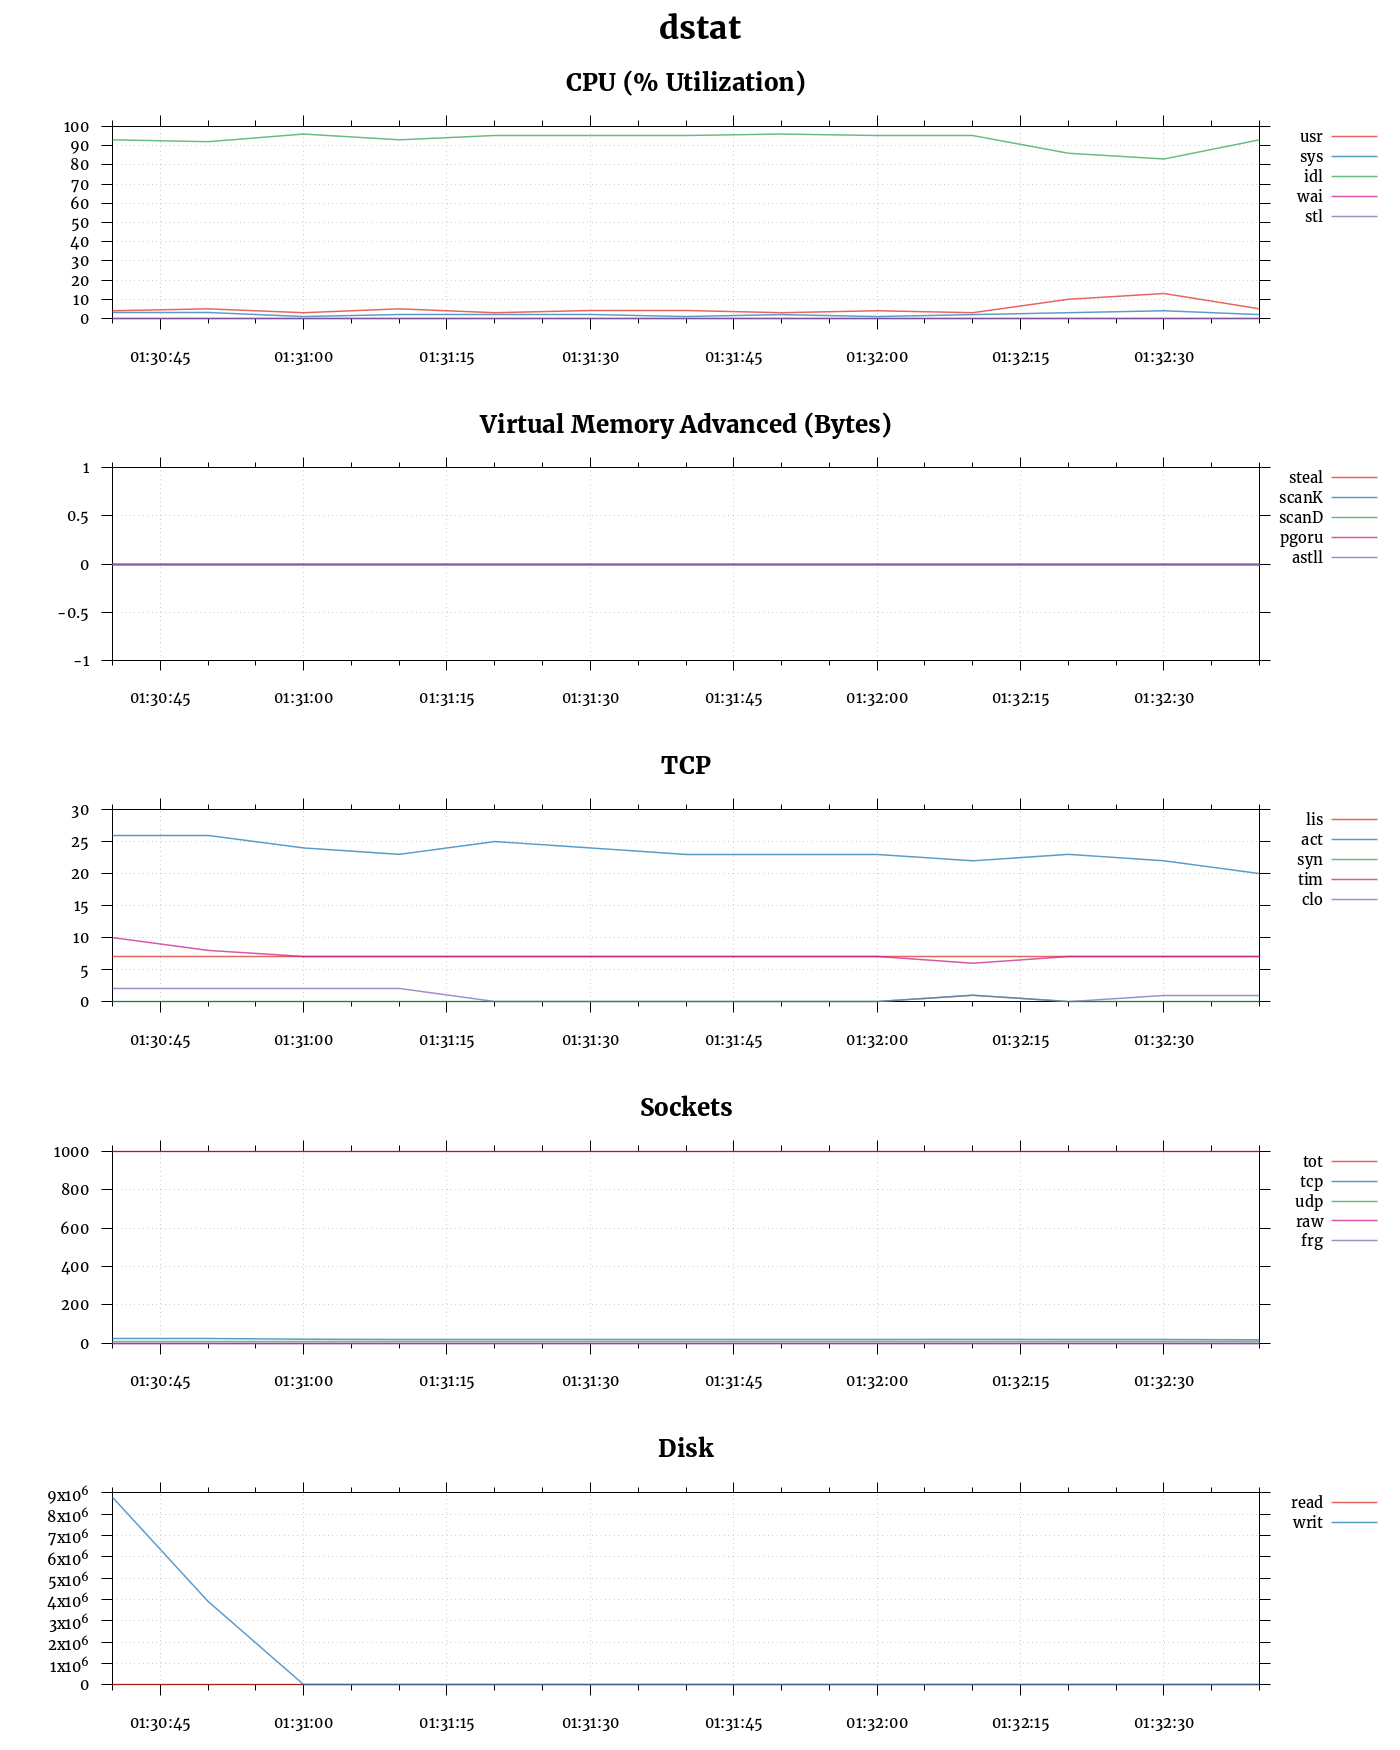 dstat
CPU (% Utilization)
100
90
80
70
60
50
40
30
20
10
0
usr
sys
idl
wai
stl
01:30:45 01:31:00 01:31:15 01:31:30 01:31:45 01:32:00 01:32:15 01:32:30
Virtual Memory Advanced (Bytes)
1
0.5
0
-0.5
-1
steal
scanK
scanD
pgoru
astll
01:30:45 01:31:00 01:31:15 01:31:30 01:31:45 01:32:00 01:32:15 01:32:30
TCP
30
25
20
15
10
5
0
lis
act
syn
tim
clo
01:30:45 01:31:00 01:31:15 01:31:30 01:31:45 01:32:00 01:32:15 01:32:30
Sockets
1000
800
600
400
200
0
tot
tcp
udp
raw
frg
01:30:45 01:31:00 01:31:15 01:31:30 01:31:45 01:32:00 01:32:15 01:32:30
Disk
9x10⁶
8x10⁶
7x10⁶
6x10⁶
5x10⁶
4x10⁶
3x10⁶
2x10⁶
1x10⁶
0
read
writ
01:30:45 01:31:00 01:31:15 01:31:30 01:31:45 01:32:00 01:32:15 01:32:30